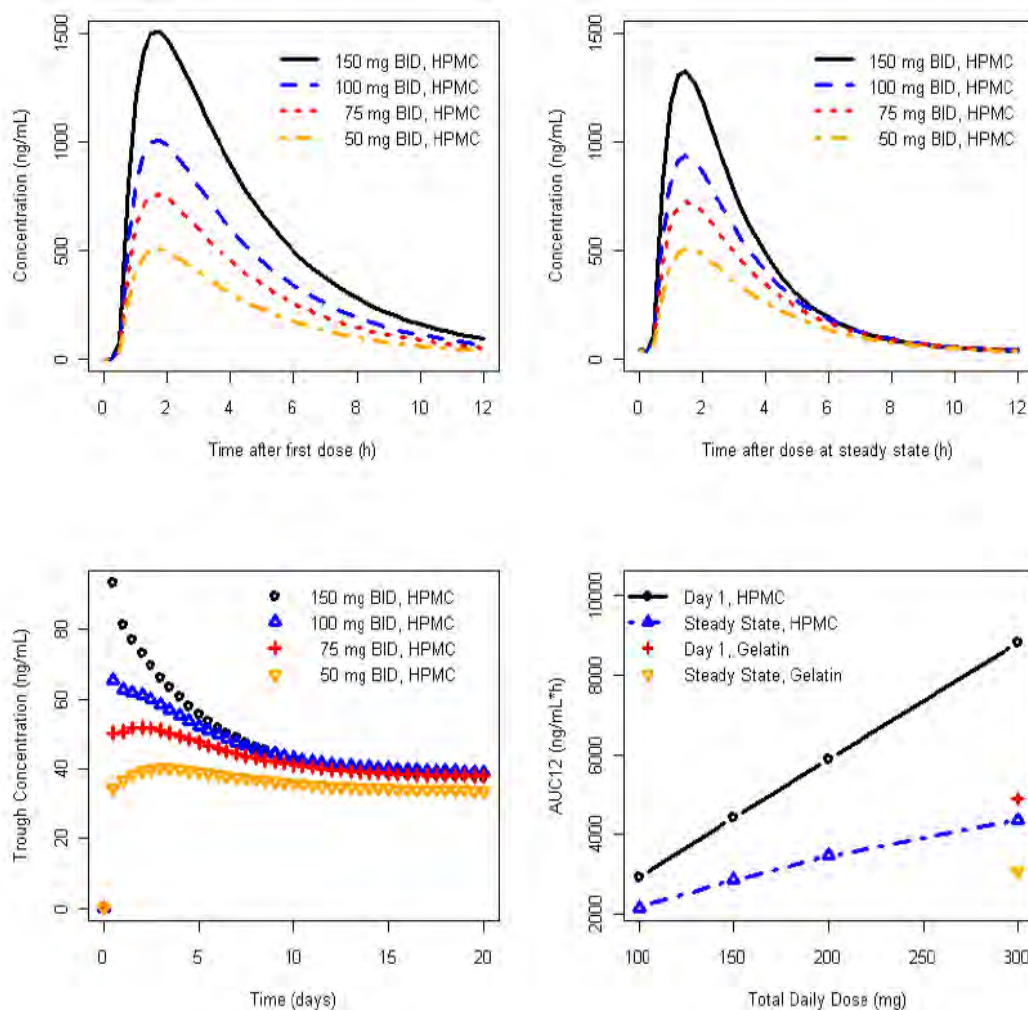 Concentration (ng/mL)
1500
1000
500
0
150 mg BID, HPMC
100 mg BID, HPMC
75 mg BID, HPMC
50 mg BID, HPMC
0 2 4 6 8 10 12
Time after first dose (h)
Concentration (ng/mL)
1500
1000
500
0
150 mg BID, HPMC
100 mg BID, HPMC
75 mg BID, HPMC
50 mg BID, HPMC
0 2 4 6 8 10 12
Time after dose at steady state (h)
Trough Concentration (ng/mL)
80
60
40
20
0
150 mg BID, HPMC
100 mg BID, HPMC
75 mg BID, HPMC
50 mg BID, HPMC
0 5 10 15 20
Time (days)
AUC12 (ng/mL*h)
10000
8000
6000
4000
2000
Day 1, HPMC
Steady State, HPMC
Day 1, Gelatin
Steady State, Gelatin
100 150 200 250 300
Total Daily Dose (mg)